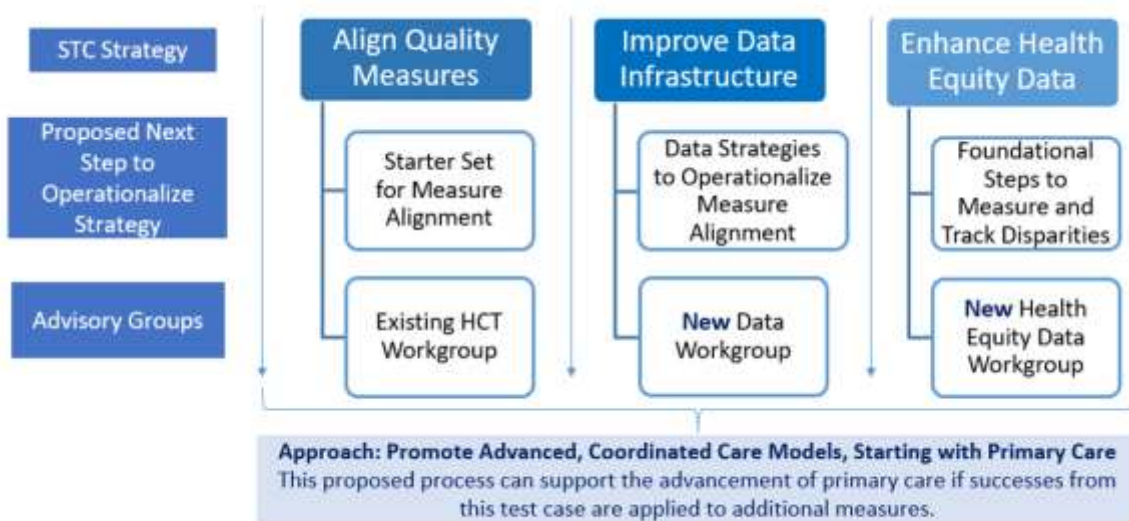 STC Strategy
Align Quality
Measures
Improve Data
Infrastructure
Enhance Health
Equity Data
Proposed Next
Step to
Operationalize
Strategy
Starter Set
for Measure
Alignment
Data Strategies
to Operationalize
Measure
Alignment
Foundational
Steps to
Measure and
Track Disparities
Advisory Groups
Existing HCT
Workgroup
New Data
Workgroup
New Health
Equity Data
Workgroup
Approach: Promote Advanced, Coordinated Care Models, Starting with Primary Care
This proposed process can support the advancement of primary care if successes from
this test case are applied to additional measures.